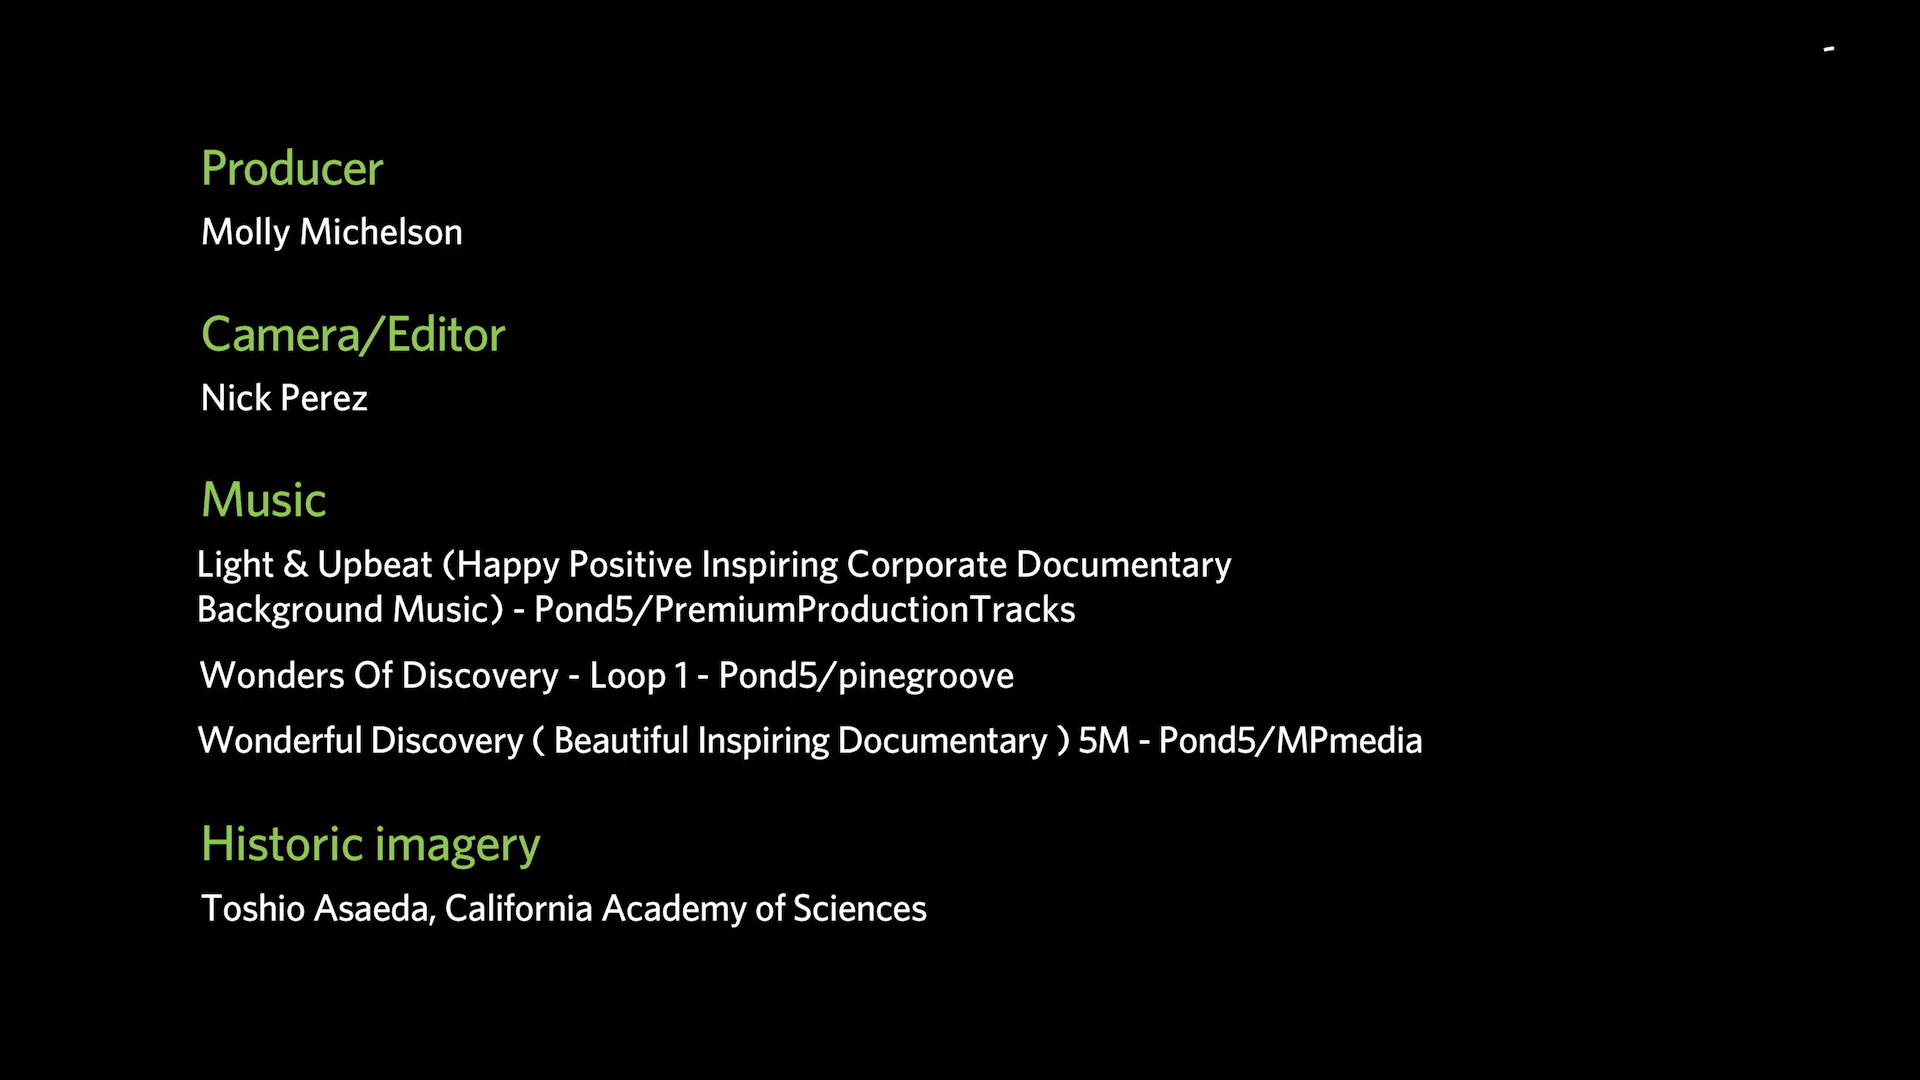 Producer
Molly Michelson
Camera/Editor
Nick Perez
Music
Light & Upbeat (Happy Positive Inspiring Corporate Documentary
Background Music) - Pond5/PremiumProductionTracks
Wonders Of Discovery - Loop 1 - Pond5/pinegroove
Wonderful Discovery ( Beautiful Inspiring Documentary ) 5M - Pond5/MPmedia
Historic imagery
Toshio Asaeda, California Academy of Sciences